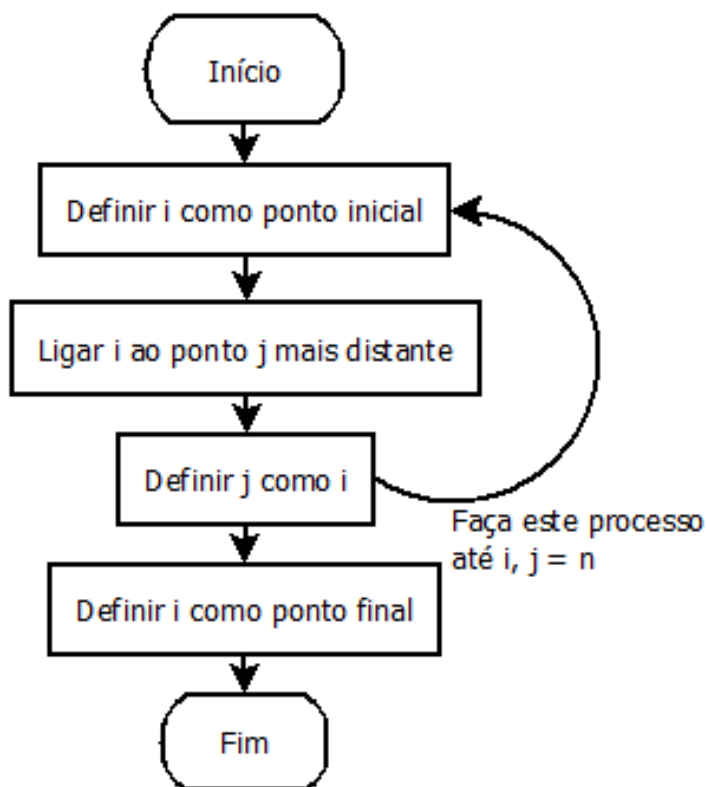 Início
Definir i como ponto inicial
Ligar i ao ponto j mais distante
Definir j como i
Faça este processo
até i, j = n
Definir i como ponto final
Fim